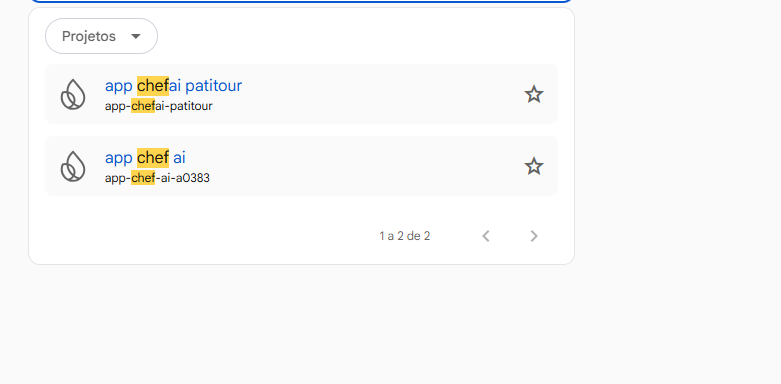 Projetos
app chefai patitour
app-chefai-patitour
app chef ai
app-chef-ai-a0383
1 a 2 de 2